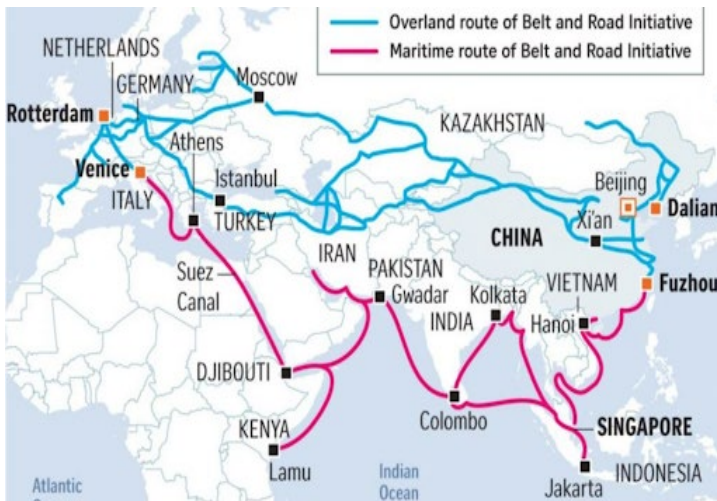 Overland route of Belt and Road Initiative
Maritime route of Belt and Road Initiative
NETHERLANDS
GERMANY
Moscow
Rotterdam
KAZAKHSTAN
Athens
Venice
Istanbul
Beijing
ITALY
TURKEY
Dalian
Xi'an
CHINA
IRAN
Suez
Canal
PAKISTAN
Gwadar
Kolkata
VIETNAM
Fuzhou
INDIA
Hanoi
DJIBOUTI
Colombo
KENYA
SINGAPORE
Lamu
Jakarta
INDONESIA
Atlantic
Indian
Ocean